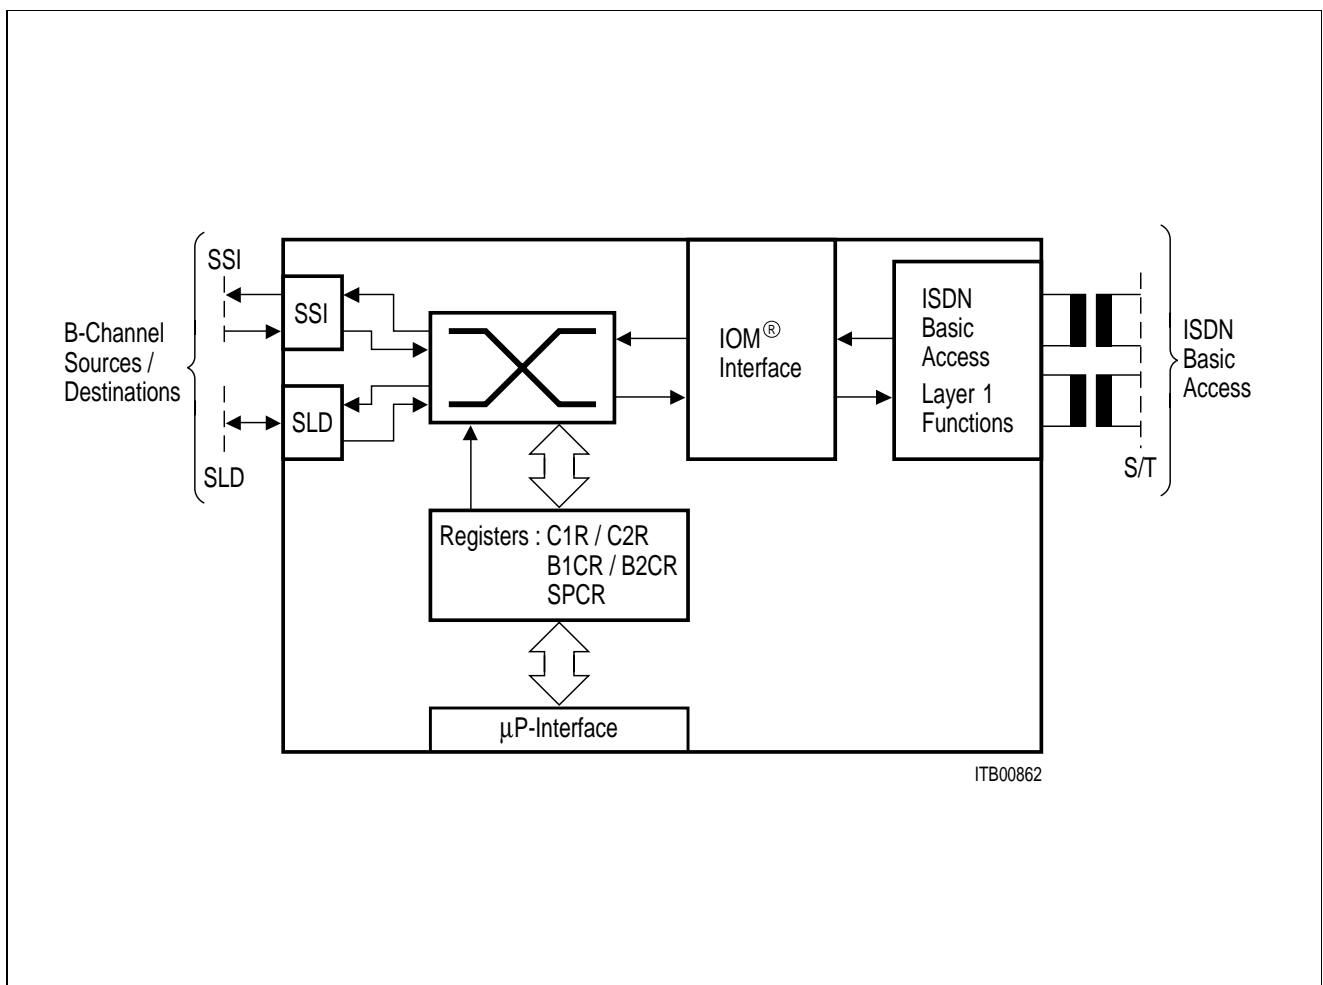 B-Channel
Sources /
Destinations
SSI
SLD
SSI
SLD
IOM®
Interface
ISDN
Basic
Access
Layer 1
Functions
S/T
ISDN
Basic
Access
Registers : C1R / C2R
B1CR / B2CR
SPCR
µP-Interface
ITB00862